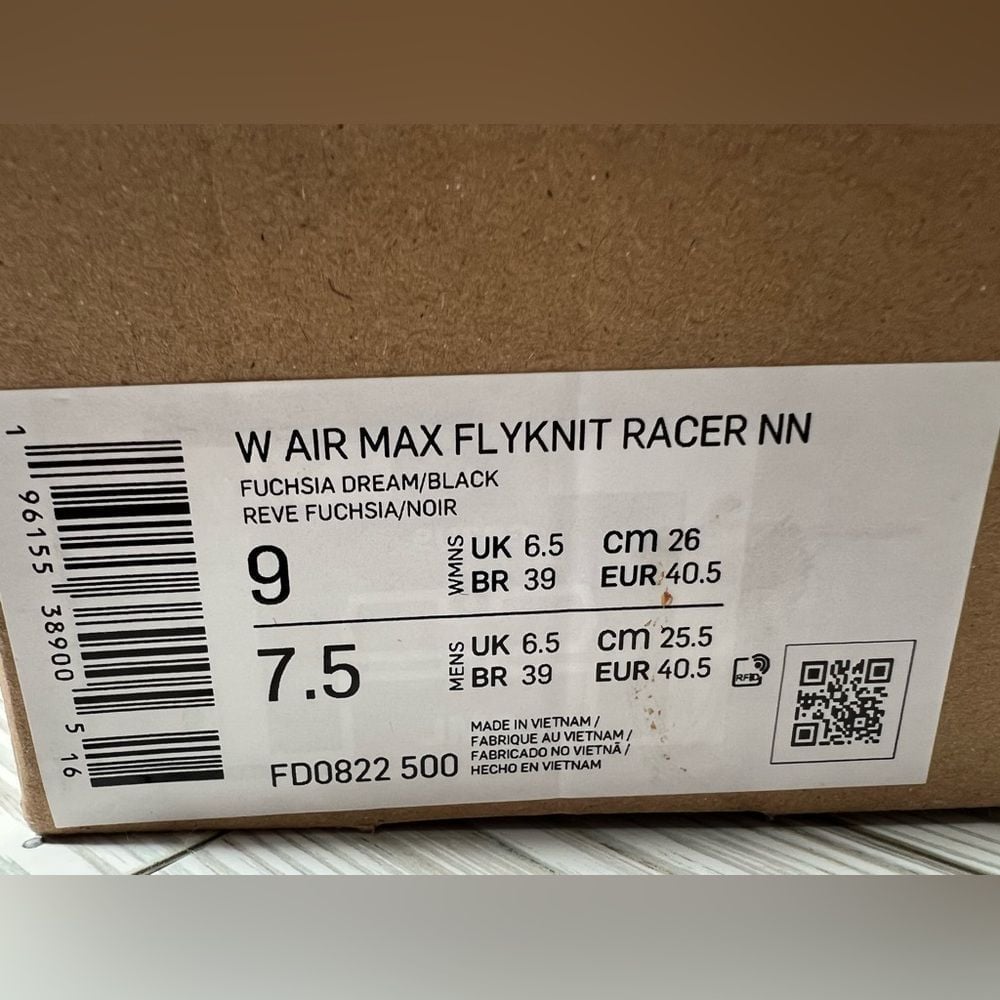 W AIR MAX FLYKNIT RACER NN
FUCHSIA DREAM/BLACK
REVE FUCHSIA/NOIR
9 WMNS UK 6.5 cm 26
BR 39 EUR 40.5
7.5 MENS UK 6.5 cm 25.5
BR 39 EUR 40.5
RFID
FD0822 500
MADE IN VIETNAM /
FABRIQUE AU VIETNAM /
FABRICADO NO VIETNÃ /
HECHO EN VIETNAM
1 96155 38900 5 16